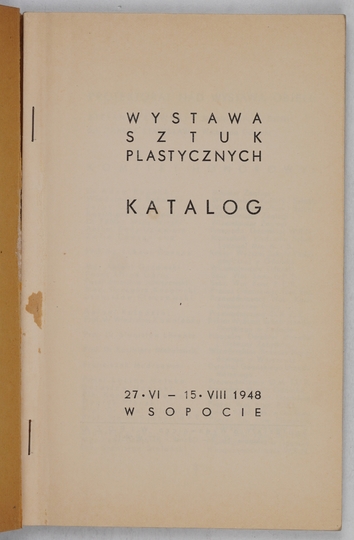 WYSTAWA
SZTUK
PLASTYCZNYCH
KATALOG
27·VI – 15·VIII 1948
W SOPOCIE